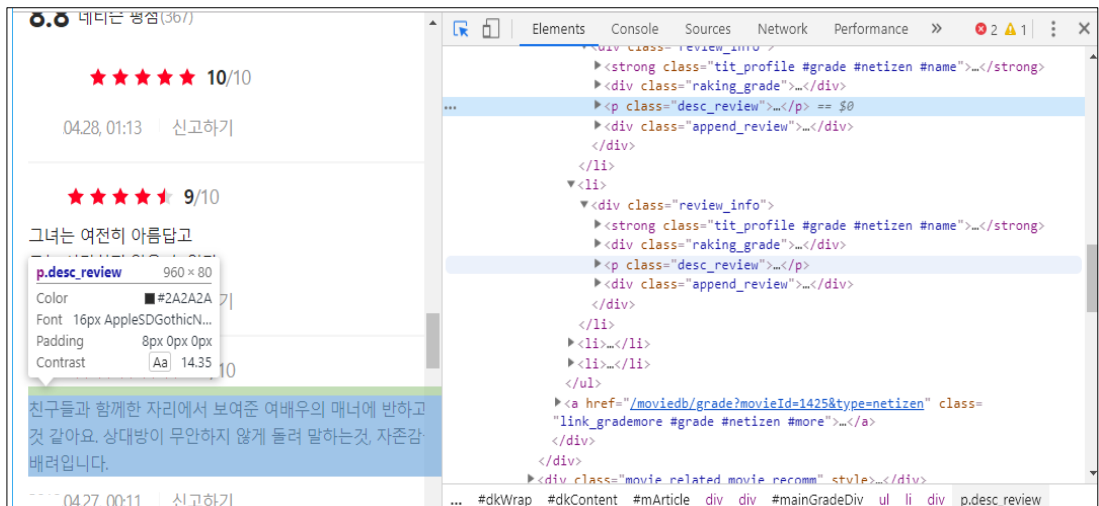 8.8 네티즌 평점(367)
10/10
04.28, 01:13 신고하기
9/10
그녀는 여전히 아름답고
p.desc_review 960 × 80
Color #2A2A2A
Font 16px AppleSDGothicN...
Padding 8px 0px 0px
Contrast Aa 14.35
기
/10
친구들과 함께한 자리에서 보여준 여배우의 매너에 반하고
것 같아요. 상대방이 무안하지 않게 돌려 말하는것, 자존감
배려입니다.
04.27, 00:11 신고하기
Elements Console Sources Network Performance » 2 1
<div class="review_info">
▶<strong class="tit_profile #grade #netizen #name">…</strong>
▶<div class="raking_grade">…</div>
... ▶<p class="desc_review">…</p> == $0
▶<div class="append_review">…</div>
</div>
</li>
▼<li>
▼<div class="review_info">
▶<strong class="tit_profile #grade #netizen #name">…</strong>
▶<div class="raking_grade">…</div>
▶<p class="desc_review">…</p>
▶<div class="append_review">…</div>
</div>
</li>
▶<li>…</li>
▶<li>…</li>
</ul>
▶<a href="/moviedb/grade?movieId=1425&type=netizen" class=
"link_grademore #grade #netizen #more">…</a>
</div>
</div>
▶<div class="movie_related movie_recomm" style>…</div>
... #dkWrap #dkContent #mArticle div div #mainGradeDiv ul li div p.desc_review